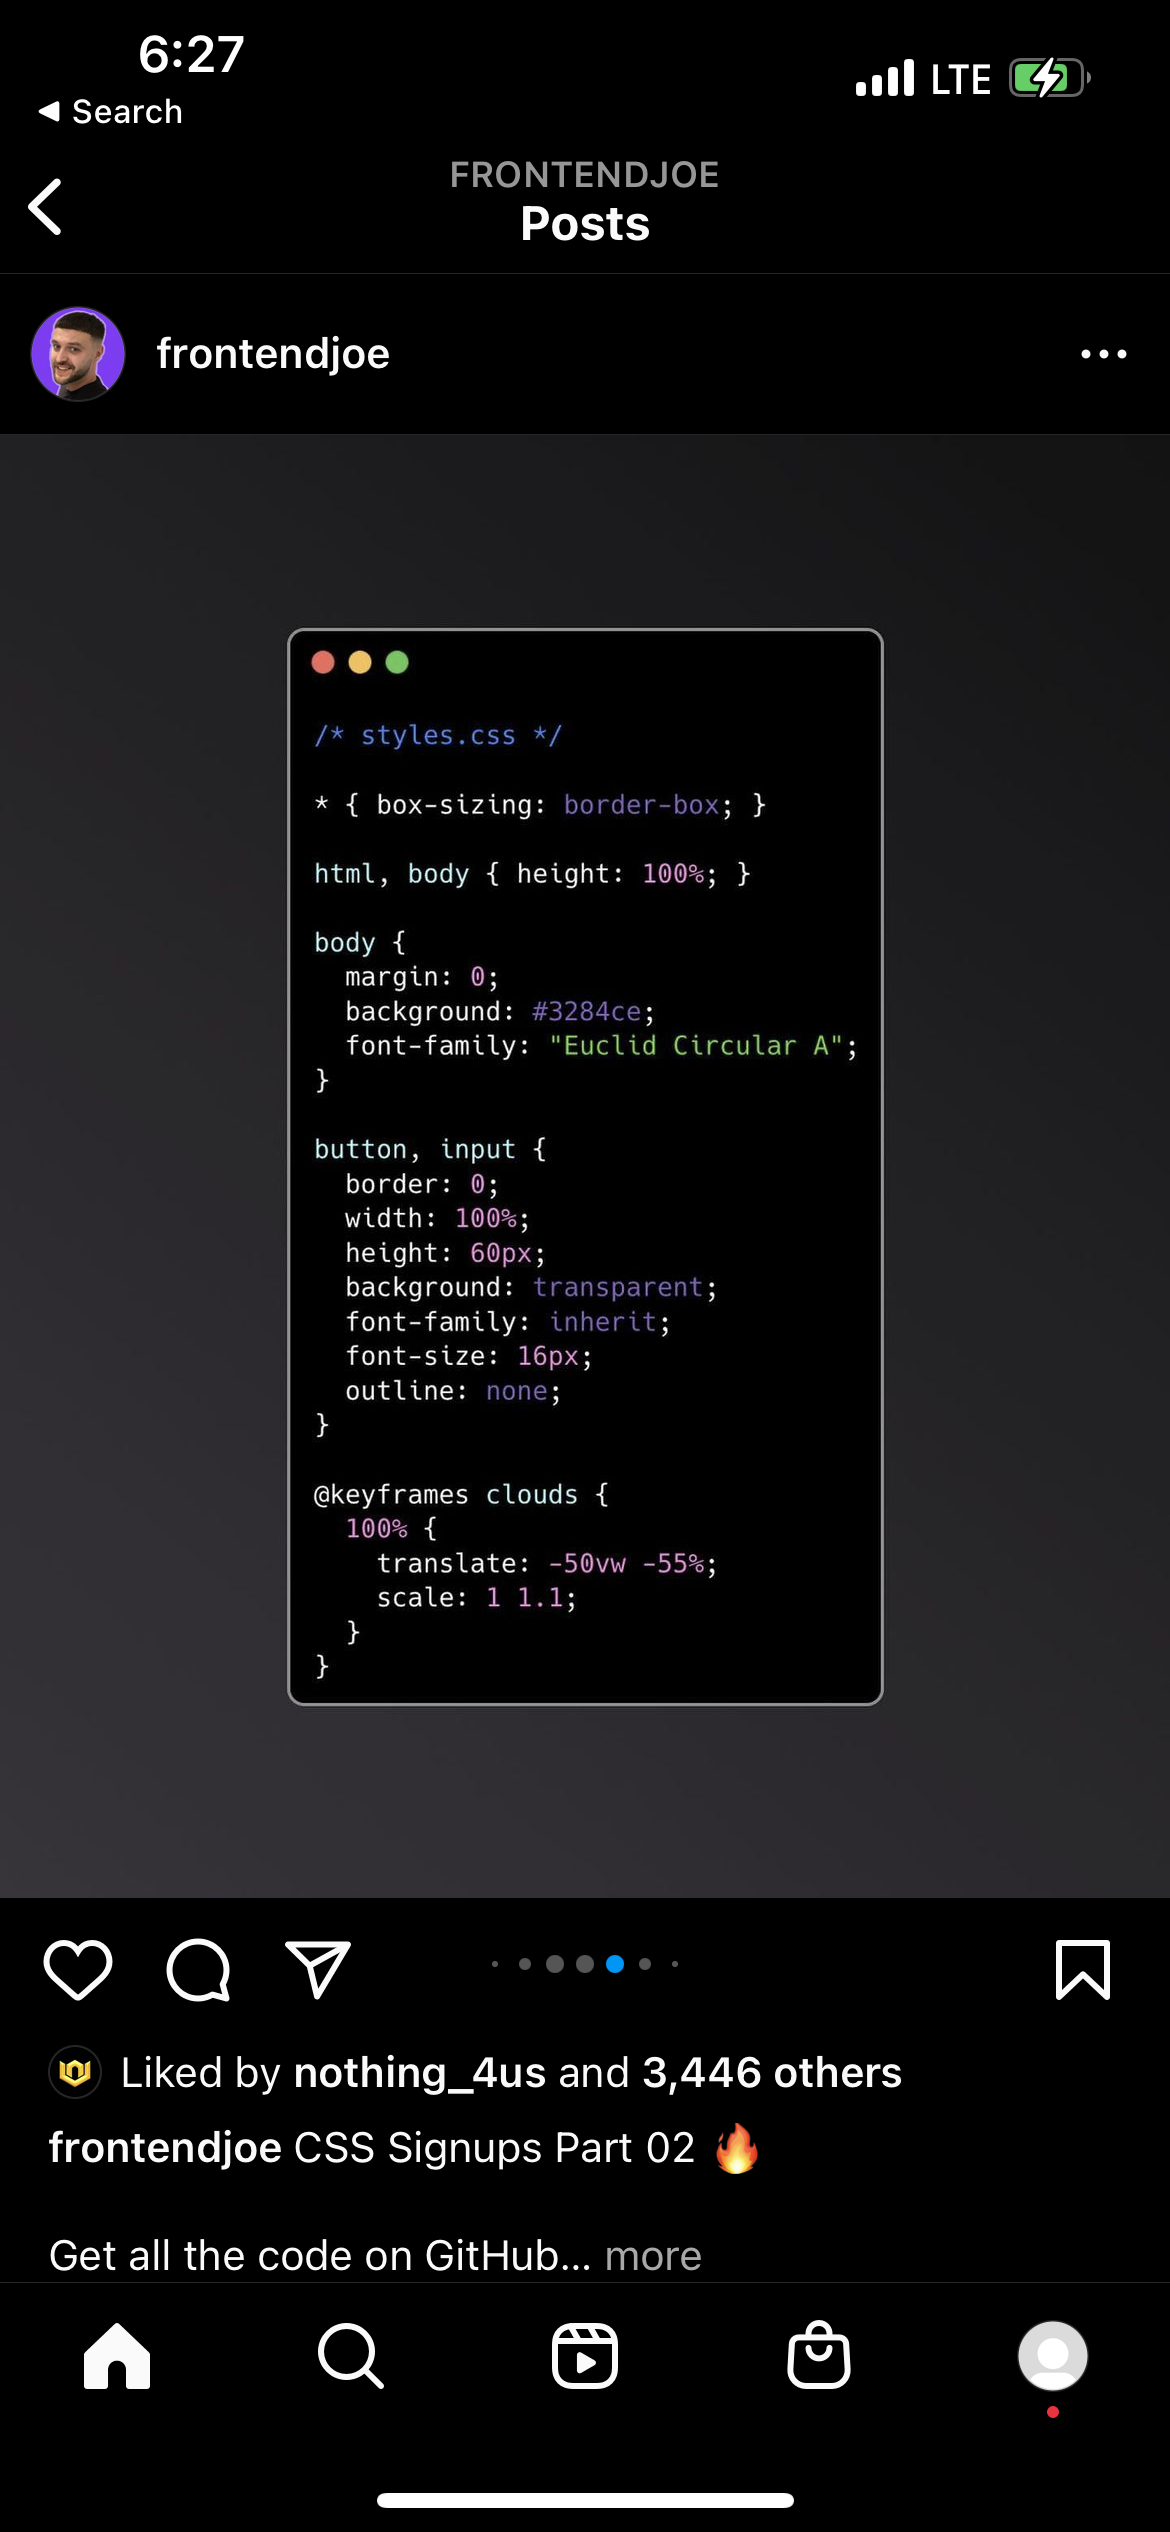 6:27
LTE
Search
FRONTENDJOE
Posts
frontendjoe
/* styles.css */
* { box-sizing: border-box; }
html, body { height: 100%; }
body {
  margin: 0;
  background: #3284ce;
  font-family: "Euclid Circular A";
}
button, input {
  border: 0;
  width: 100%;
  height: 60px;
  background: transparent;
  font-family: inherit;
  font-size: 16px;
  outline: none;
}
@keyframes clouds {
  100% {
    translate: -50vw -55%;
    scale: 1 1.1;
  }
}
Liked by nothing_4us and 3,446 others
frontendjoe CSS Signups Part 02 🔥
Get all the code on GitHub... more